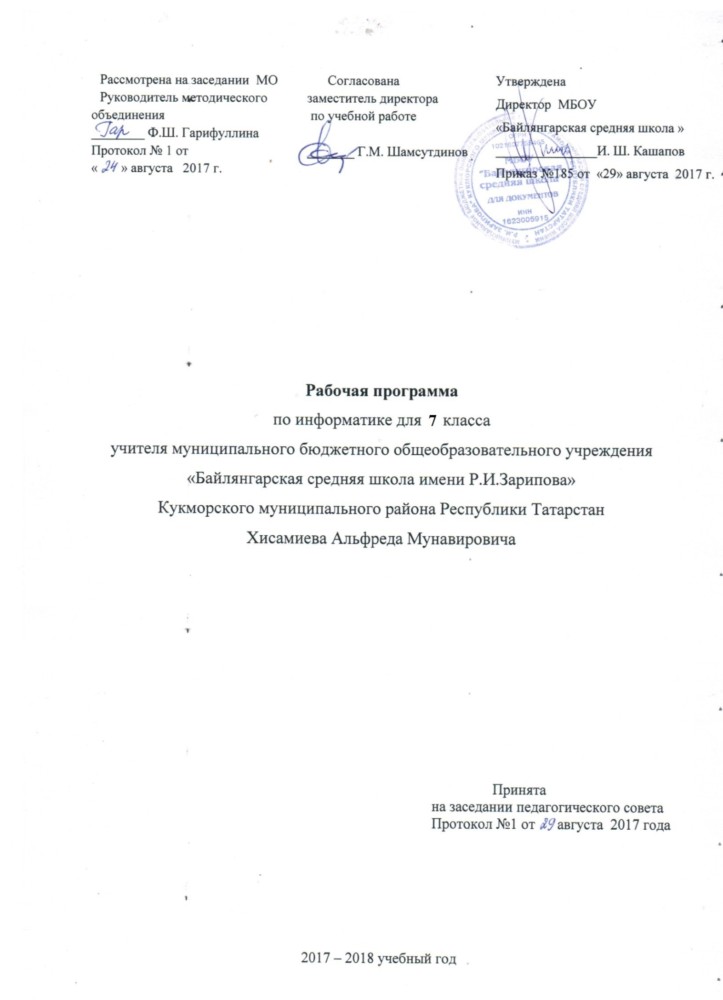 Рассмотрена на заседании МО
Руководитель методического
объединения
Гар Ф.Ш. Гарифуллина
Протокол № 1 от
« 24 » августа 2017 г.
Согласована
заместитель директора
по учебной работе
Г.М. Шамсутдинов
Утверждена
Директор МБОУ
«Байлянгарская средняя школа »
И. Ш. Кашапов
Приказ №185 от «29» августа 2017 г.
ОГРН
МБОУ
"Байлянгарская
средняя школа"
ДЛЯ ДОКУМЕНТОВ
ИНН
1623005915
Рабочая программа
по информатике для 7 класса
учителя муниципального бюджетного общеобразовательного учреждения
«Байлянгарская средняя школа имени Р.И.Зарипова»
Кукморского муниципального района Республики Татарстан
Хисамиева Альфреда Мунавировича
Принята
на заседании педагогического совета
Протокол №1 от 29 августа 2017 года
2017 – 2018 учебный год